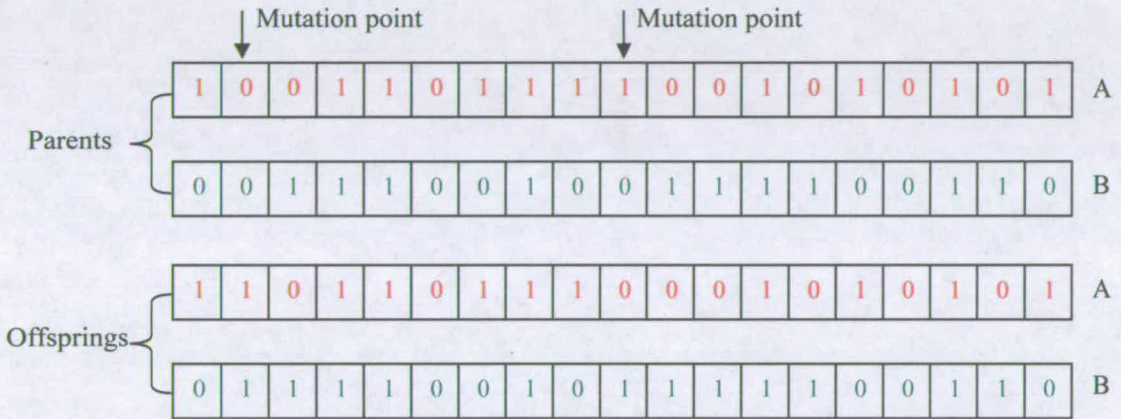 Mutation point Mutation point
1 0 0 1 1 0 1 1 1 1 0 0 1 0 1 0 1 0 1 A
Parents
0 0 1 1 1 0 0 1 0 0 1 1 1 1 0 0 1 1 0 B
1 1 0 1 1 0 1 1 1 0 0 0 1 0 1 0 1 0 1 A
Offsprings
0 1 1 1 1 0 0 1 0 1 1 1 1 1 0 0 1 1 0 B